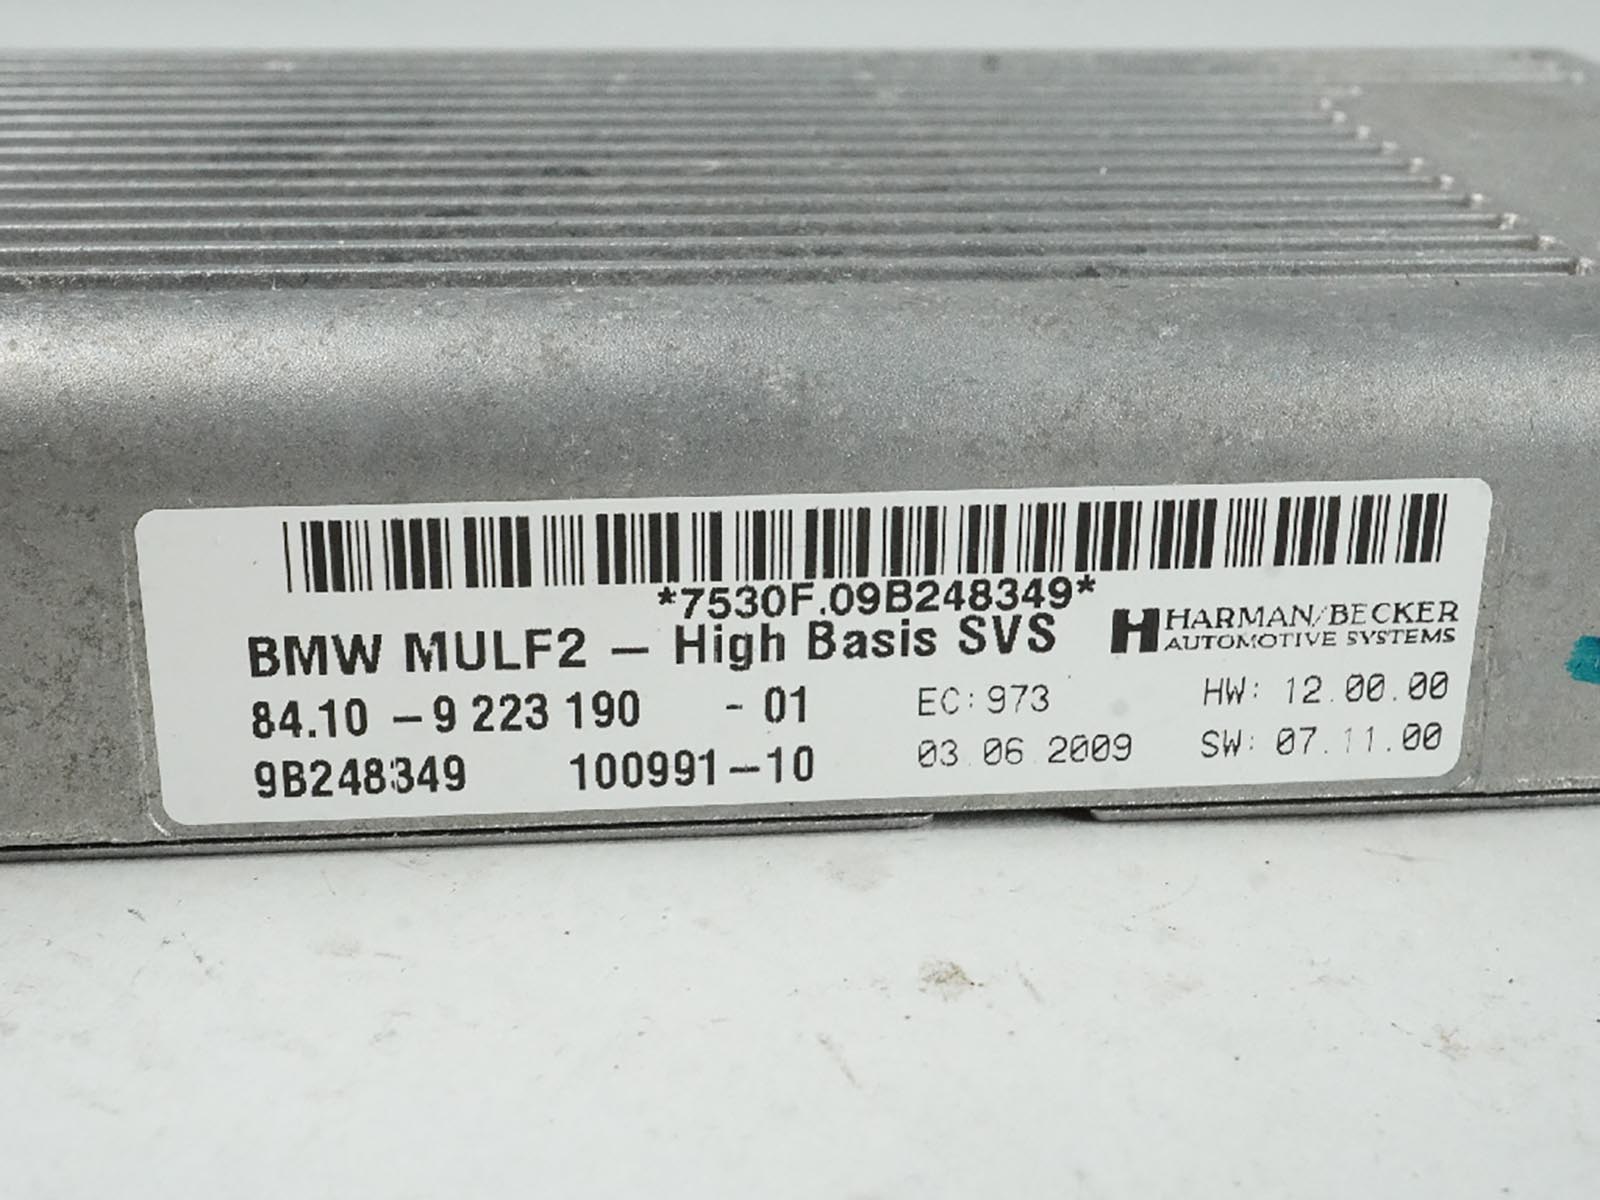 *7530F.09B248349*
BMW MULF2 – High Basis SVS
HARMAN/BECKER
AUTOMOTIVE SYSTEMS
84.10 – 9 223 190 - 01 EC: 973 HW: 12.00.00
9B248349 100991–10 03.06.2009 SW: 07.11.00